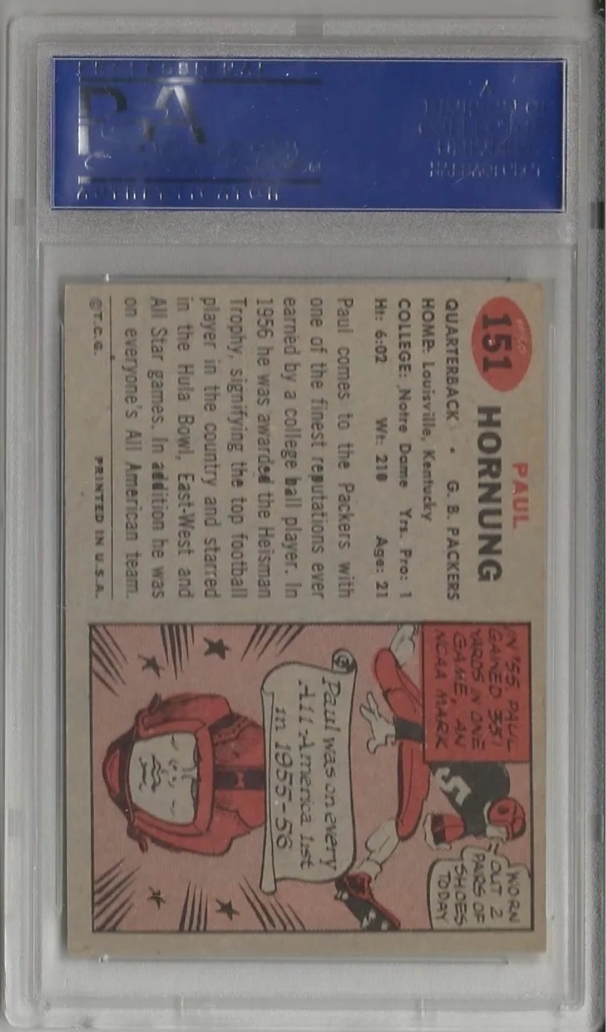 PSA
151
PAUL
HORNUNG
QUARTERBACK • G. B. PACKERS
HOME: Louisville, Kentucky
COLLEGE: Notre Dame Yrs. Pro: 1
Ht: 6:02 Wt: 210 Age: 21
Paul comes to the Packers with
one of the finest reputations ever
earned by a college ball player. In
1956 he was awarded the Heisman
Trophy, signifying the top football
player in the country and starred
in the Hula Bowl, East-West and
All Star games. In addition he was
on everyone's All American team.
©T.C.G. PRINTED IN U.S.A.
IN '55, PAUL
GAINED 351
YARDS IN ONE
GAME, AN
NCAA MARK
WORN
OUT 2
PAIRS OF
SHOES
TODAY
Paul was on every
All-America list
in 1955-56